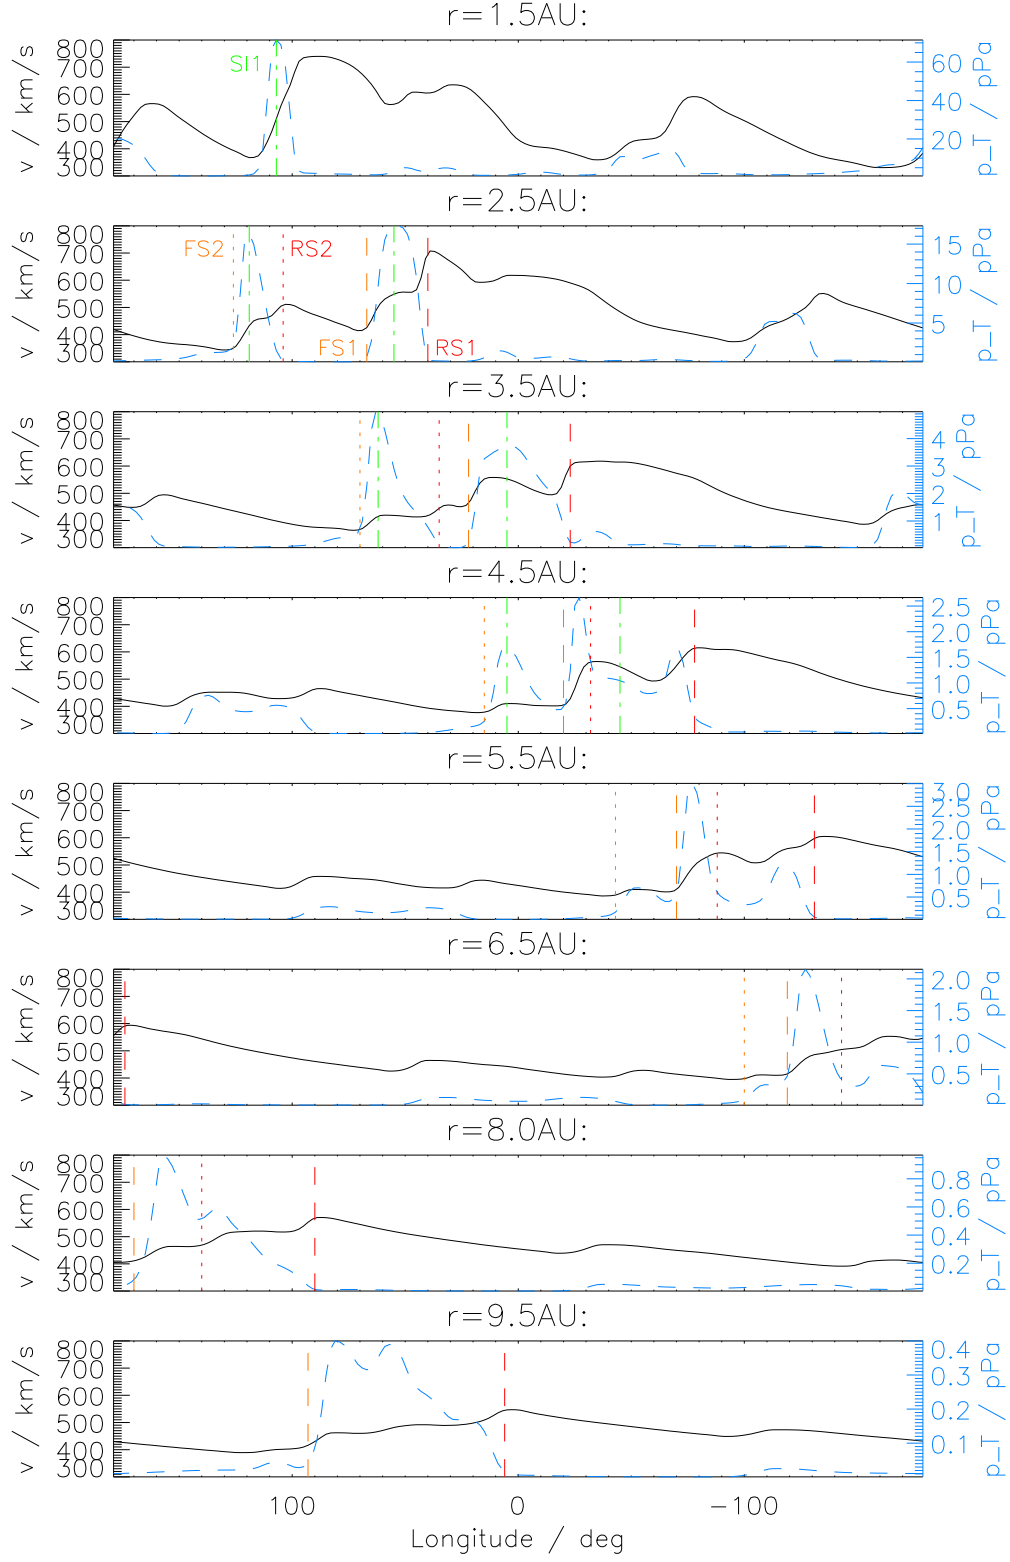 r=1.5AU:
v / km/s
800
700
600
500
400
300
SI1
60
40
20
p_T / pPa
r=2.5AU:
v / km/s
800
700
600
500
400
300
FS2
RS2
FS1
RS1
15
10
5
p_T / pPa
r=3.5AU:
v / km/s
800
700
600
500
400
300
4
3
2
1
p_T / pPa
r=4.5AU:
v / km/s
800
700
600
500
400
300
2.5
2.0
1.5
1.0
0.5
p_T / pPa
r=5.5AU:
v / km/s
800
700
600
500
400
300
3.0
2.5
2.0
1.5
1.0
0.5
p_T / pPa
r=6.5AU:
v / km/s
800
700
600
500
400
300
2.0
1.5
1.0
0.5
p_T / pPa
r=8.0AU:
v / km/s
800
700
600
500
400
300
0.8
0.6
0.4
0.2
p_T / pPa
r=9.5AU:
v / km/s
800
700
600
500
400
300
0.4
0.3
0.2
0.1
p_T / pPa
100 0 −100
Longitude / deg